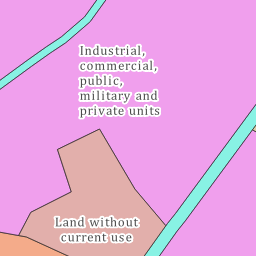 Industrial,
commercial,
public,
military and
private units
Land without
current use